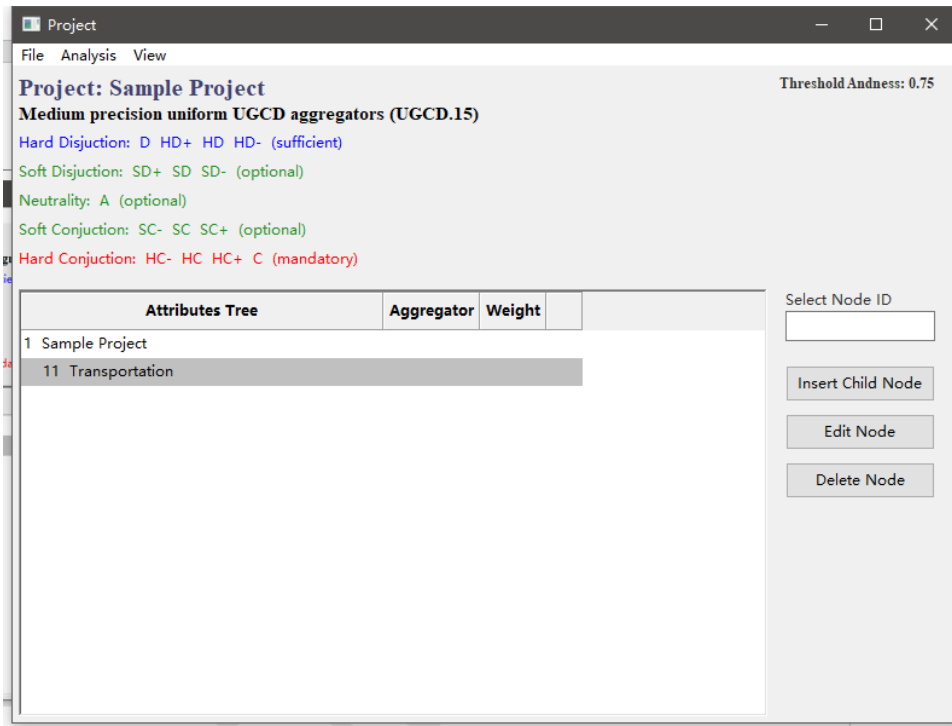 Project
File Analysis View
Project: Sample Project
Threshold Andness: 0.75
Medium precision uniform UGCD aggregators (UGCD.15)
Hard Disjuction: D HD+ HD HD- (sufficient)
Soft Disjuction: SD+ SD SD- (optional)
Neutrality: A (optional)
Soft Conjuction: SC- SC SC+ (optional)
Hard Conjuction: HC- HC HC+ C (mandatory)
Attributes Tree Aggregator Weight
Select Node ID
1 Sample Project
11 Transportation
Insert Child Node
Edit Node
Delete Node